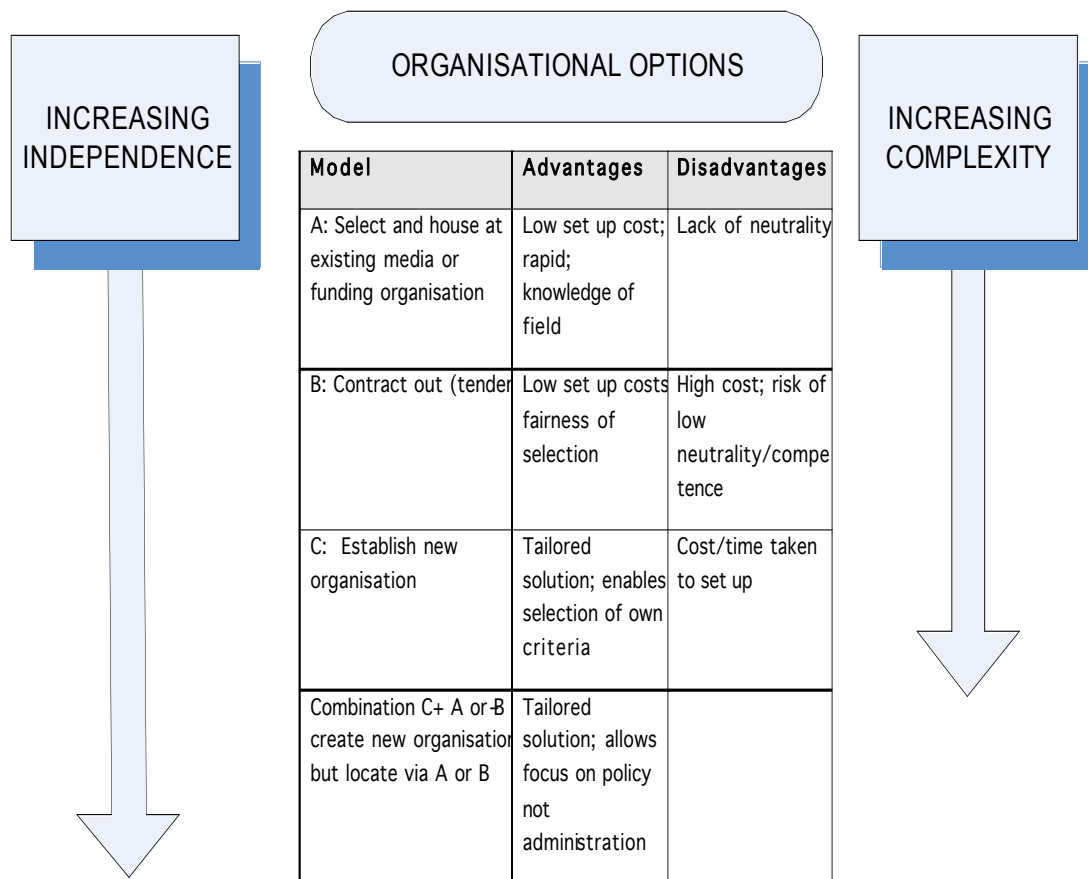 ORGANISATIONAL OPTIONS
INCREASING
INDEPENDENCE
INCREASING
COMPLEXITY
Model Advantages Disadvantages
A: Select and house at
existing media or
funding organisation
Low set up cost;
rapid;
knowledge of
field
Lack of neutrality
B: Contract out (tender
Low set up costs
fairness of
selection
High cost; risk of
low
neutrality/compe
tence
C: Establish new
organisation
Tailored
solution; enables
selection of own
criteria
Cost/time taken
to set up
Combination C+ A or-B
create new organisation
but locate via A or B
Tailored
solution; allows
focus on policy
not
administration